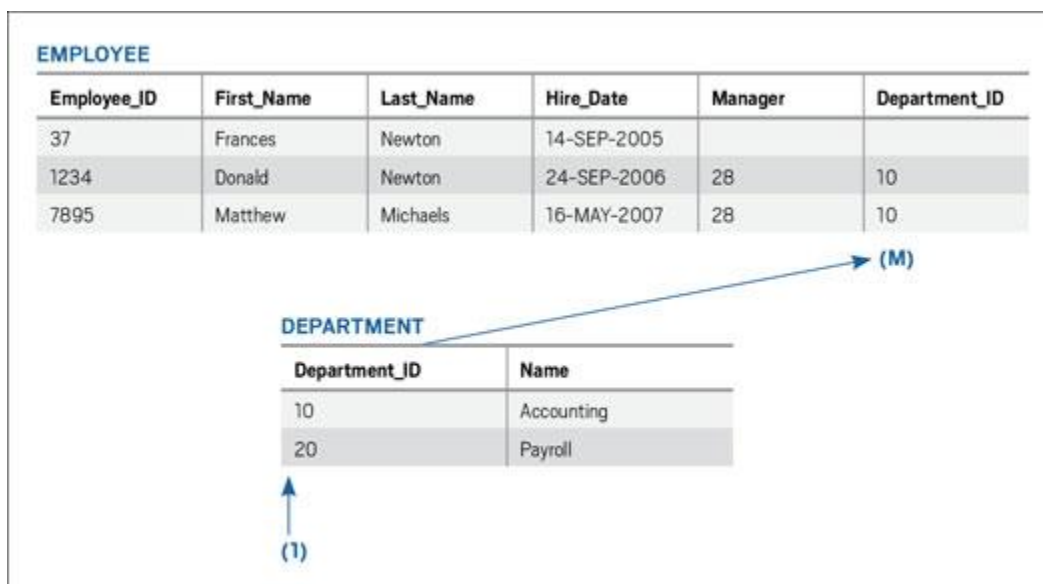 EMPLOYEE
Employee_ID First_Name Last_Name Hire_Date Manager Department_ID
37 Frances Newton 14-SEP-2005
1234 Donald Newton 24-SEP-2006 28 10
7895 Matthew Michaels 16-MAY-2007 28 10
(M)
DEPARTMENT
Department_ID Name
10 Accounting
20 Payroll
(1)